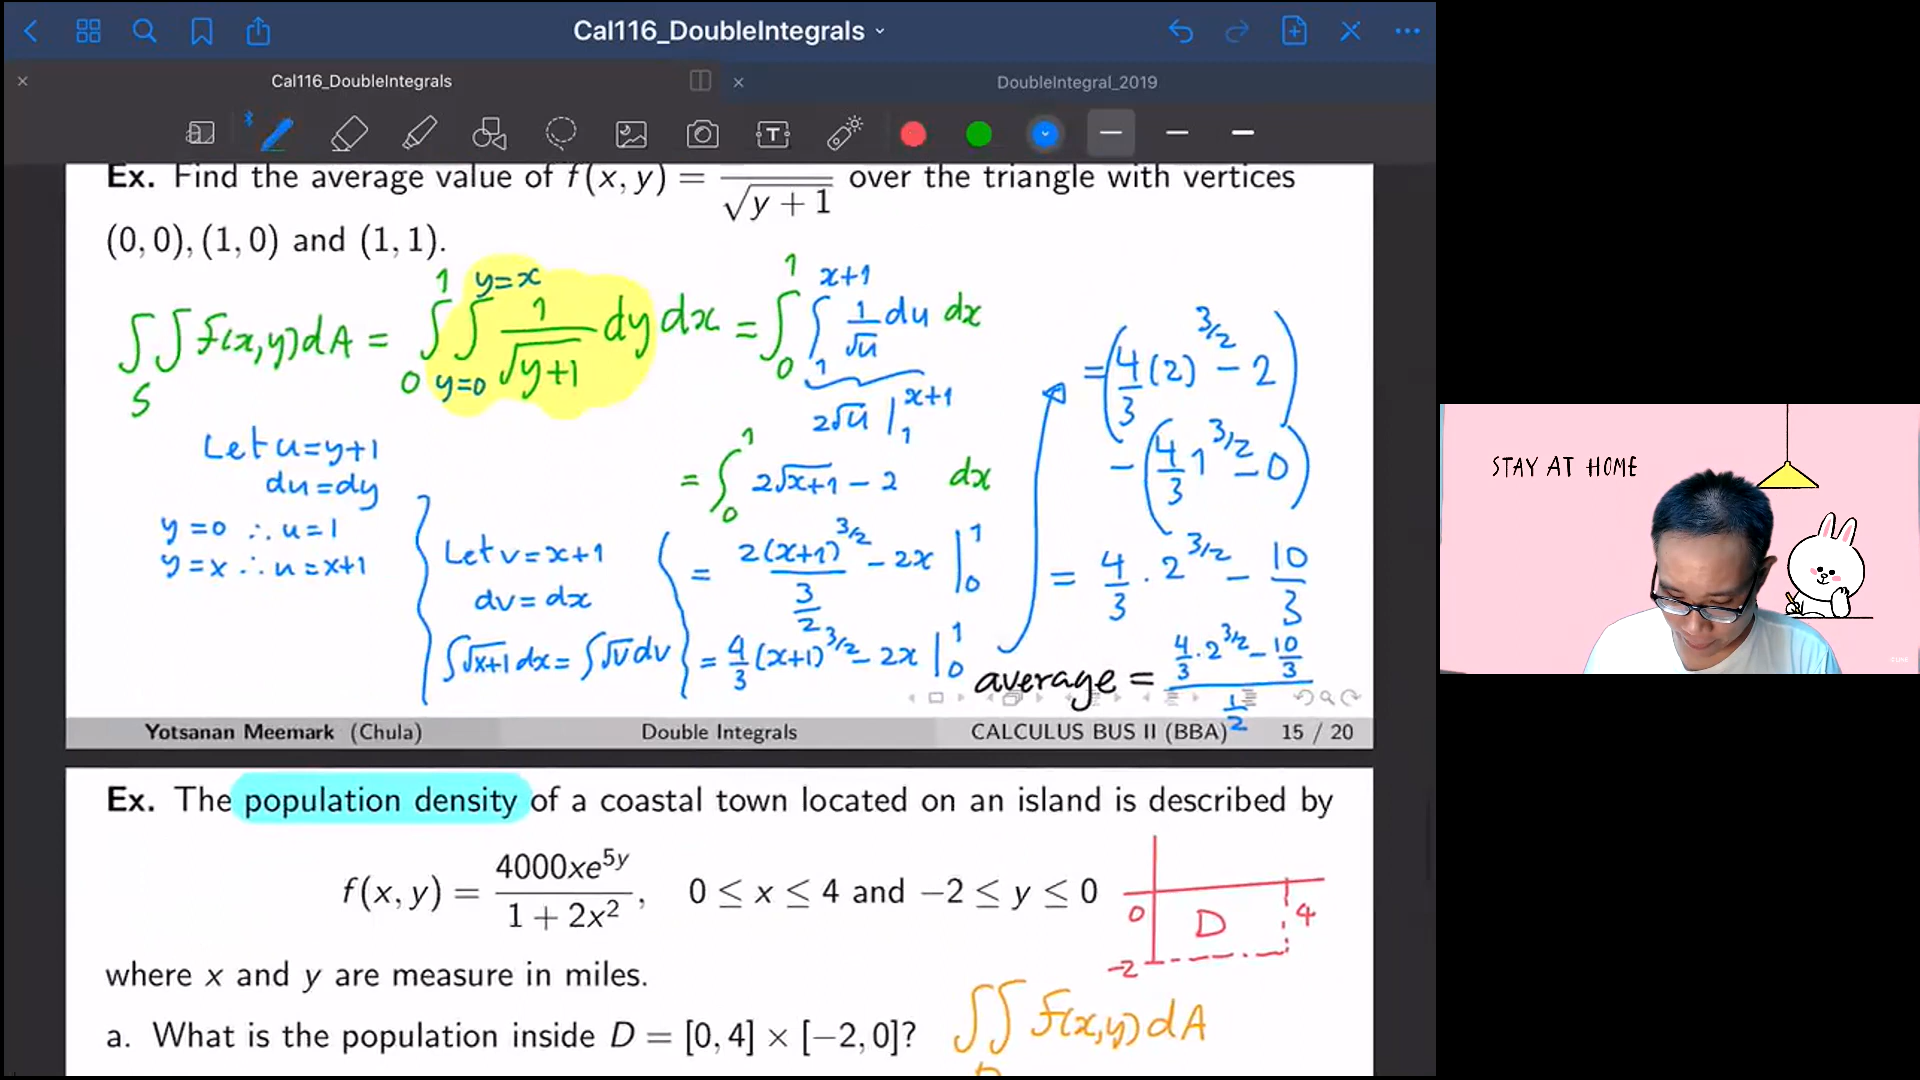 Cal116_DoubleIntegrals
Cal116_DoubleIntegrals
DoubleIntegral_2019
Ex. Find the average value of f(x, y) = ―/√(y + 1) over the triangle with vertices
(0, 0), (1, 0) and (1, 1).
∬_S f(x,y)dA = ∫_0^1 ∫_{y=0}^{y=x} 1/√(y+1) dy dx = ∫_0^1 ∫_1^{x+1} 1/√u du dx
2√u |_1^{x+1}
Let u = y+1
du = dy
y = 0 ∴ u = 1
y = x ∴ u = x+1
= ∫_0^1 2√(x+1) − 2 dx
Let v = x+1
dv = dx
∫√(x+1) dx = ∫√v dv
= 2(x+1)^{3/2}/(3/2) − 2x |_0^1
= 4/3 (x+1)^{3/2} − 2x |_0^1
= (4/3 (2)^{3/2} − 2)
− (4/3 1^{3/2} − 0)
= 4/3 · 2^{3/2} − 10/3
average = (4/3 · 2^{3/2} − 10/3)/(1/2)
Yotsanan Meemark (Chula) Double Integrals CALCULUS BUS II (BBA) 15 / 20
Ex. The population density of a coastal town located on an island is described by
f(x, y) = 4000xe^{5y}/(1 + 2x²), 0 ≤ x ≤ 4 and −2 ≤ y ≤ 0
0 D 4
-2
where x and y are measure in miles.
a. What is the population inside D = [0, 4] × [−2, 0]? ∬_D f(x,y)dA
STAY AT HOME